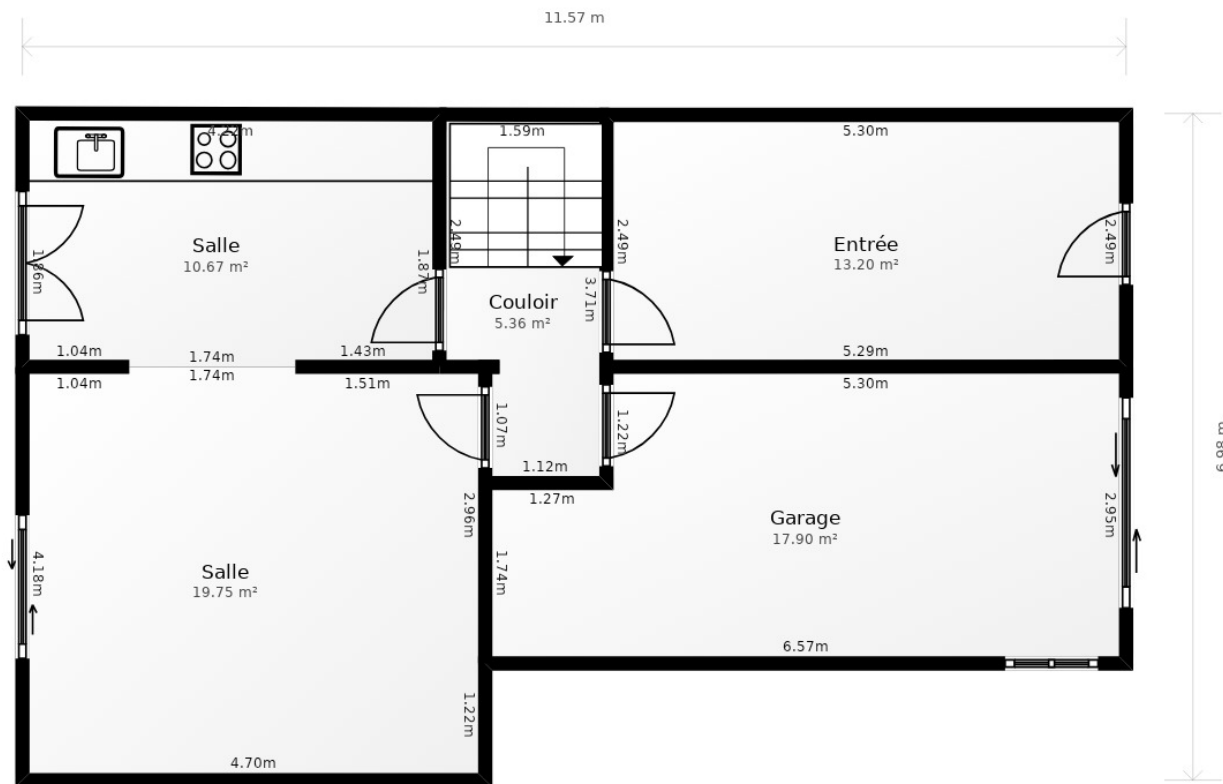 11.57 m
4.27m
1.59m
5.30m
Salle
10.67 m²
1.86m
1.87m
2.49m
Couloir
5.36 m²
3.71m
2.49m
Entrée
13.20 m²
2.49m
1.04m
1.74m
1.43m
5.29m
1.04m
1.74m
1.51m
5.30m
1.07m
1.22m
1.12m
1.27m
2.96m
Garage
17.90 m²
2.95m
4.18m
Salle
19.75 m²
1.74m
6.57m
1.22m
4.70m